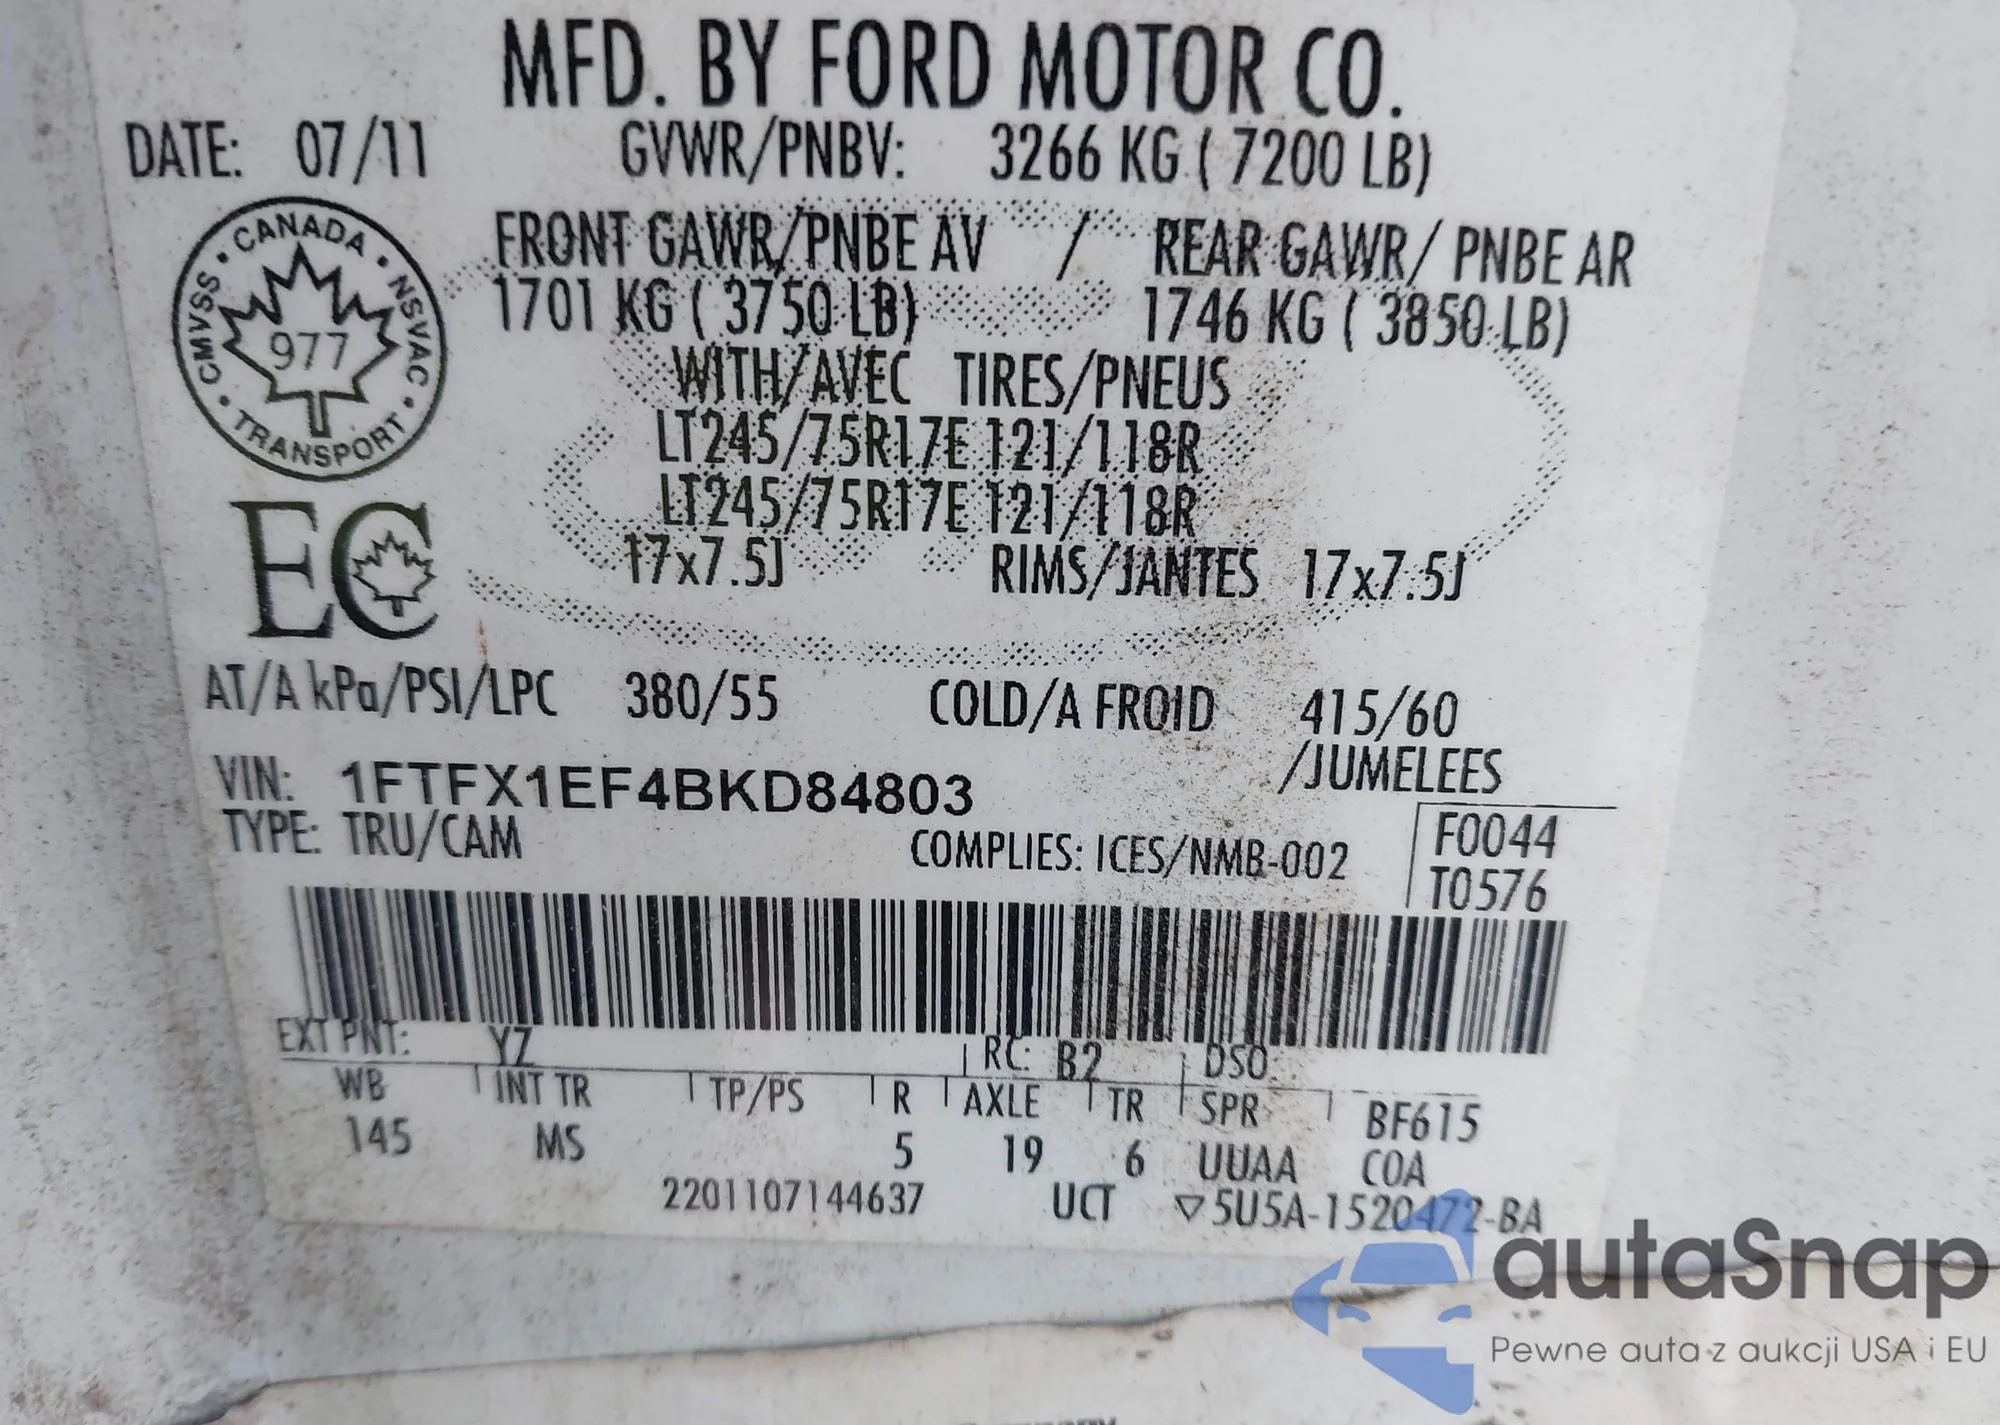 MFD. BY FORD MOTOR CO.
DATE: 07/11 GVWR/PNBV: 3266 KG ( 7200 LB)
FRONT GAWR/PNBE AV / REAR GAWR/ PNBE AR
1701 KG ( 3750 LB) 1746 KG ( 3850 LB)
WITH/AVEC TIRES/PNEUS
LT245/75R17E 121/118R
LT245/75R17E 121/118R
17x7.5J RIMS/JANTES 17x7.5J
CANADA • NSVAC • TRANSPORT • CMVSS •
977
EC
AT/A kPa/PSI/LPC 380/55 COLD/A FROID 415/60
/JUMELEES
VIN: 1FTFX1EF4BKD84803
TYPE: TRU/CAM COMPLIES: ICES/NMB-002
F0044
T0576
EXT PNT: YZ RC: B2 DSO:
WB INT TR TP/PS R AXLE TR SPR BF615
145 MS 5 19 6 UUAA COA
2201107144637 UCT ▽5U5A-1520472-BA
autaSnap
Pewne auta z aukcji USA i EU